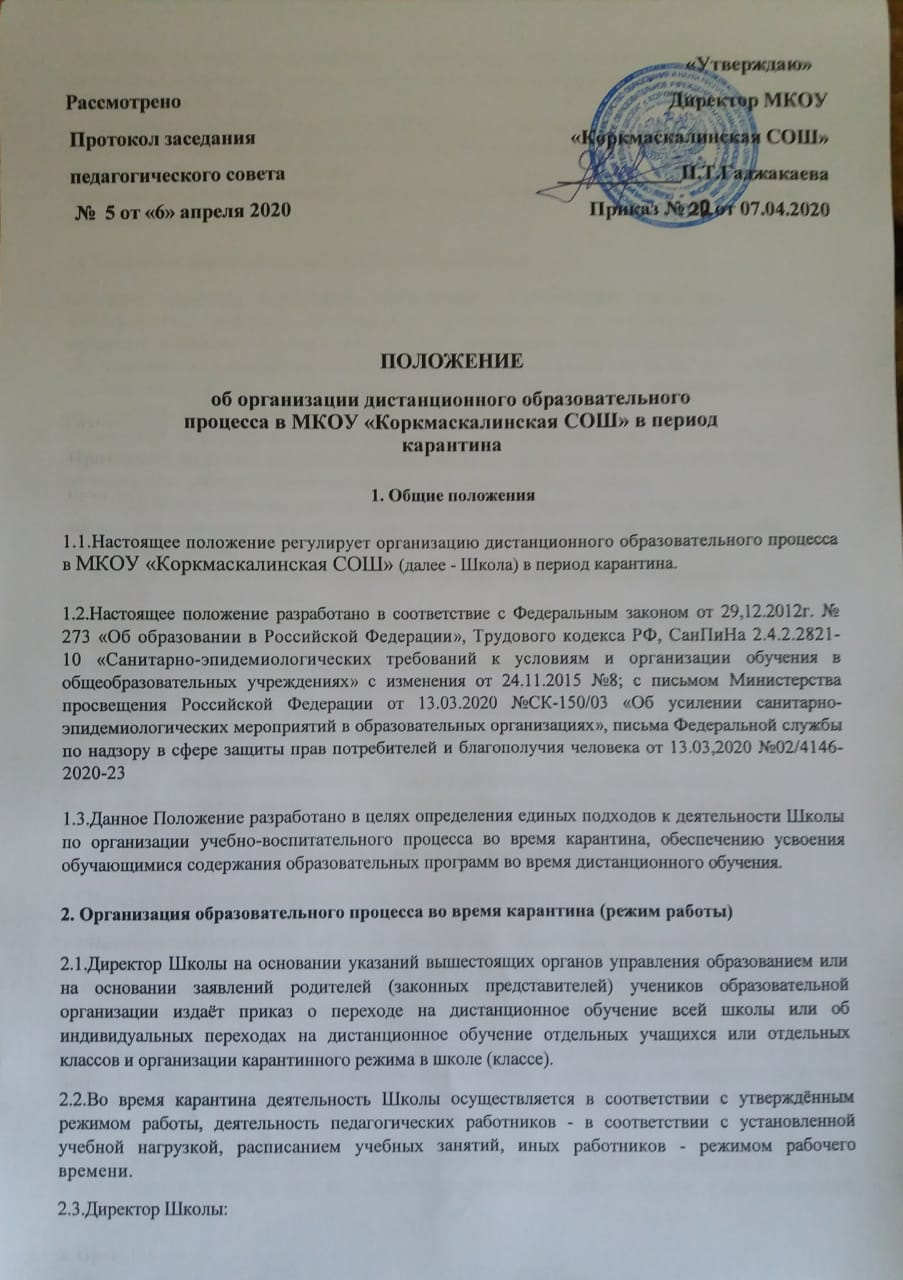 Рассмотрено
Протокол заседания
педагогического совета
№ 5 от «6» апреля 2020
«Утверждаю»
Директор МКОУ
«Коркмаскалинская СОШ»
Гаджакаева
Приказ № от 07.04.2020
ПОЛОЖЕНИЕ
об организации дистанционного образовательного
процесса в МКОУ «Коркмаскалинская СОШ» в период
карантина
1. Общие положения
1.1.Настоящее положение регулирует организацию дистанционного образовательного процесса
в МКОУ «Коркмаскалинская СОШ» (далее - Школа) в период карантина.
1.2.Настоящее положение разработано в соответствие с Федеральным законом от 29,12.2012г. №
273 «Об образовании в Российской Федерации», Трудового кодекса РФ, СанПиНа 2.4.2.2821-
10 «Санитарно-эпидемиологических требований к условиям и организации обучения в
общеобразовательных учреждениях» с изменения от 24.11.2015 №8; с письмом Министерства
просвещения Российской Федерации от 13.03.2020 №СК-150/03 «Об усилении санитарно-
эпидемиологических мероприятий в образовательных организациях», письма Федеральной службы
по надзору в сфере защиты прав потребителей и благополучия человека от 13.03,2020 №02/4146-
2020-23
1.3.Данное Положение разработано в целях определения единых подходов к деятельности Школы
по организации учебно-воспитательного процесса во время карантина, обеспечению усвоения
обучающимися содержания образовательных программ во время дистанционного обучения.
2. Организация образовательного процесса во время карантина (режим работы)
2.1.Директор Школы на основании указаний вышестоящих органов управления образованием или
на основании заявлений родителей (законных представителей) учеников образовательной
организации издаёт приказ о переходе на дистанционное обучение всей школы или об
индивидуальных переходах на дистанционное обучение отдельных учащихся или отдельных
классов и организации карантинного режима в школе (классе).
2.2.Во время карантина деятельность Школы осуществляется в соответствии с утверждённым
режимом работы, деятельность педагогических работников - в соответствии с установленной
учебной нагрузкой, расписанием учебных занятий, иных работников - режимом рабочего
времени.
2.3.Директор Школы: